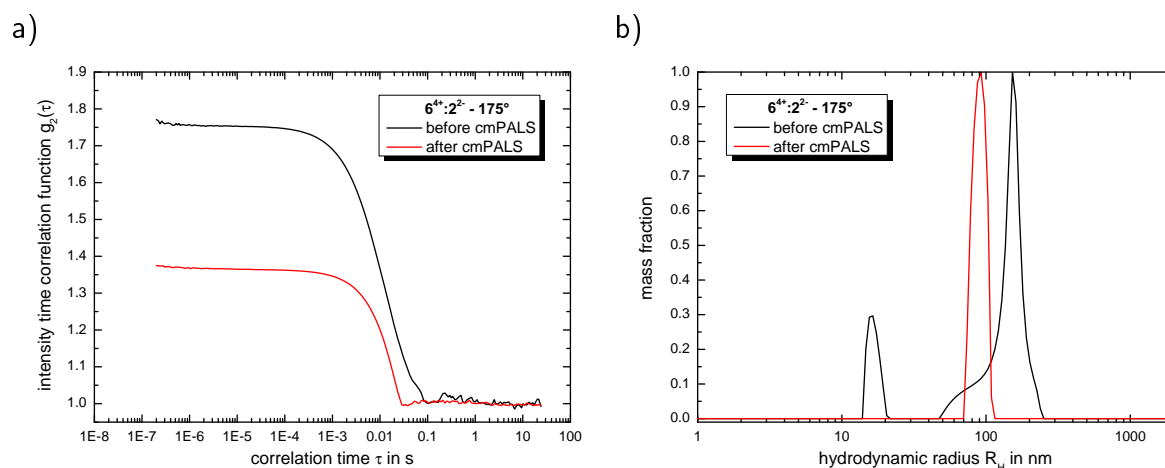 a)
intensity time correlation function g₂(τ)
1.9
1.8
1.7
1.6
1.5
1.4
1.3
1.2
1.1
1.0
6⁴⁺:2²⁻ - 175°
before cmPALS
after cmPALS
1E-8 1E-7 1E-6 1E-5 1E-4 1E-3 0.01 0.1 1 10 100
correlation time τ in s
b)
mass fraction
1.0
0.9
0.8
0.7
0.6
0.5
0.4
0.3
0.2
0.1
0.0
6⁴⁺:2²⁻ - 175°
before cmPALS
after cmPALS
1 10 100 1000
hydrodynamic radius R_H in nm